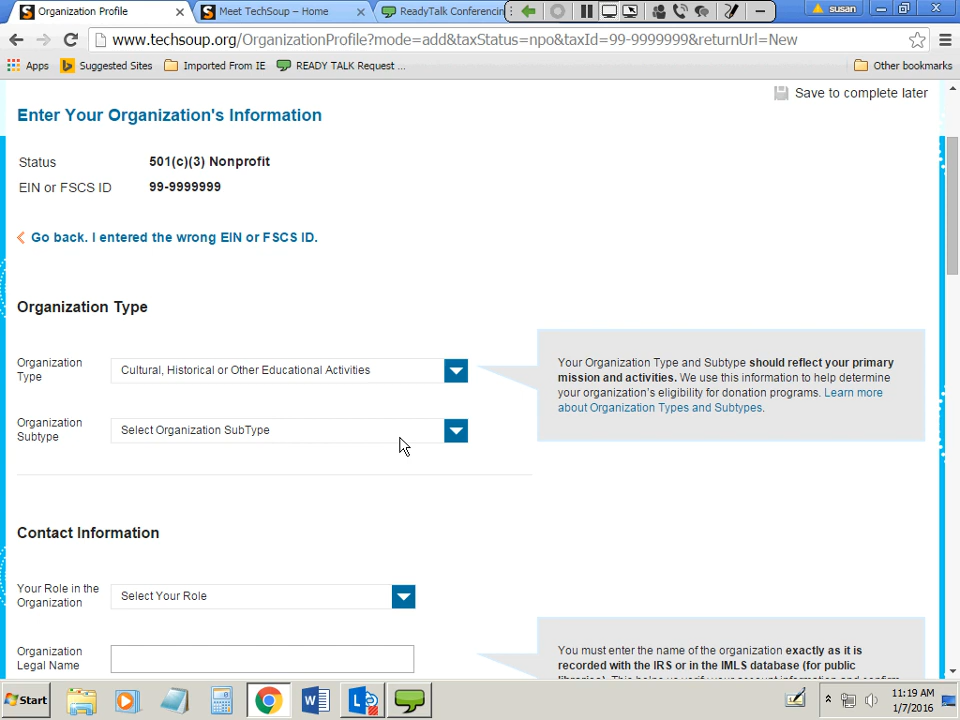 Organization Profile
Meet TechSoup – Home
ReadyTalk Conferencin
susan
www.techsoup.org/OrganizationProfile?mode=add&taxStatus=npo&taxId=99-9999999&returnUrl=New
Apps
Suggested Sites
Imported From IE
READY TALK Request ...
Other bookmarks
Save to complete later
Enter Your Organization's Information
Status
501(c)(3) Nonprofit
EIN or FSCS ID
99-9999999
Go back. I entered the wrong EIN or FSCS ID.
Organization Type
Organization
Type
Cultural, Historical or Other Educational Activities
Your Organization Type and Subtype should reflect your primary
mission and activities. We use this information to help determine
your organization's eligibility for donation programs. Learn more
about Organization Types and Subtypes.
Organization
Subtype
Select Organization SubType
Contact Information
Your Role in the
Organization
Select Your Role
Organization
Legal Name
You must enter the name of the organization exactly as it is
recorded with the IRS or in the IMLS database (for public
Start
11:19 AM
1/7/2016